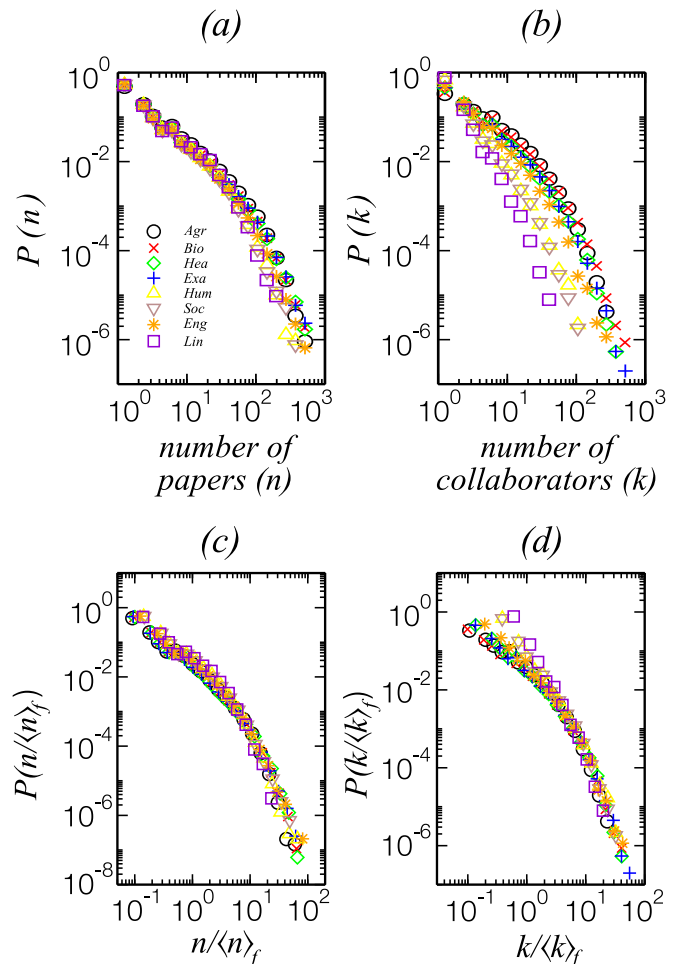 (a)
P (n)
10^0
10^-2
10^-4
10^-6
Agr
Bio
Hea
Exa
Hum
Soc
Eng
Lin
10^0 10^1 10^2 10^3
number of
papers (n)
(b)
P (k)
10^0
10^-2
10^-4
10^-6
10^0 10^1 10^2 10^3
number of
collaborators (k)
(c)
P(n/⟨n⟩_f)
10^0
10^-2
10^-4
10^-6
10^-8
10^-1 10^0 10^1 10^2
n/⟨n⟩_f
(d)
P(k/⟨k⟩_f)
10^0
10^-2
10^-4
10^-6
10^-1 10^0 10^1 10^2
k/⟨k⟩_f